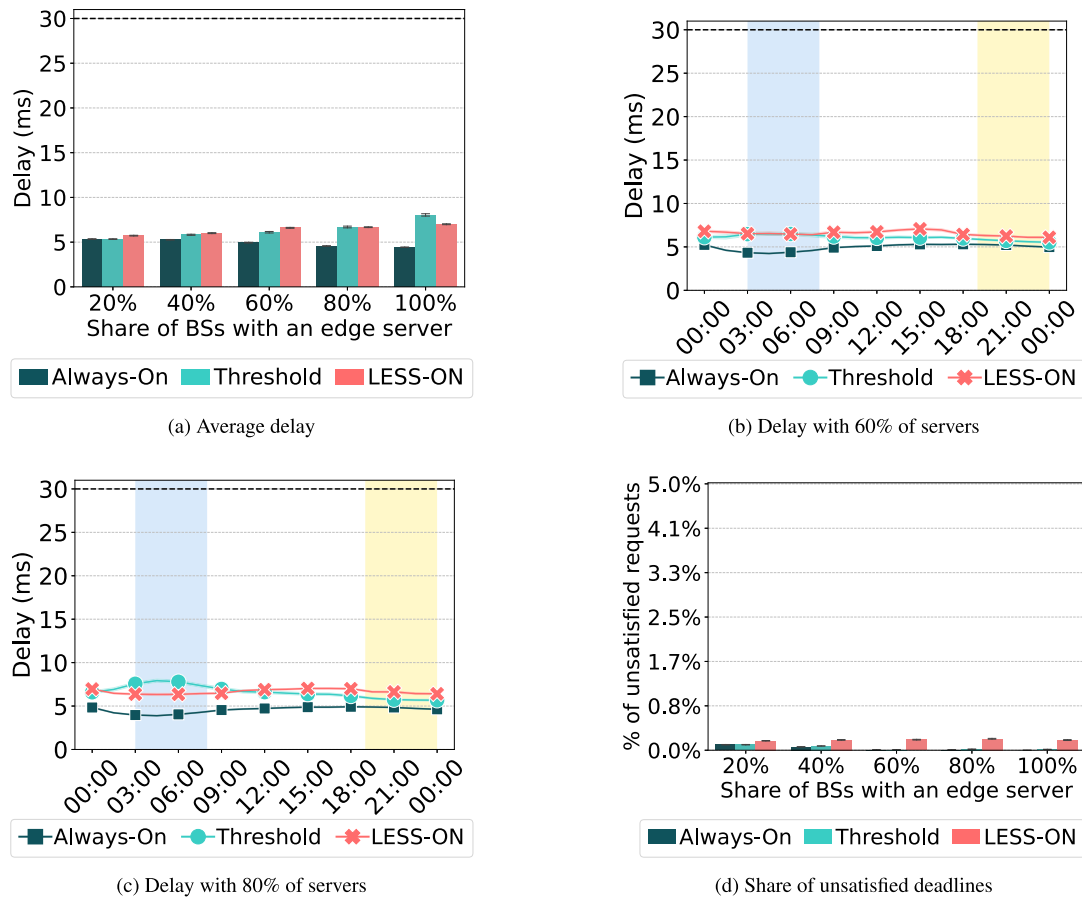 30
25
20
15
10
5
0
Delay (ms)
20% 40% 60% 80% 100%
Share of BSs with an edge server
Always-On Threshold LESS-ON
(a) Average delay
30
25
20
15
10
5
0
Delay (ms)
00:00 03:00 06:00 09:00 12:00 15:00 18:00 21:00 00:00
Always-On Threshold LESS-ON
(b) Delay with 60% of servers
30
25
20
15
10
5
0
Delay (ms)
00:00 03:00 06:00 09:00 12:00 15:00 18:00 21:00 00:00
Always-On Threshold LESS-ON
(c) Delay with 80% of servers
5.0%
4.1%
3.3%
2.5%
1.7%
0.8%
0.0%
% of unsatisfied requests
20% 40% 60% 80% 100%
Share of BSs with an edge server
Always-On Threshold LESS-ON
(d) Share of unsatisfied deadlines